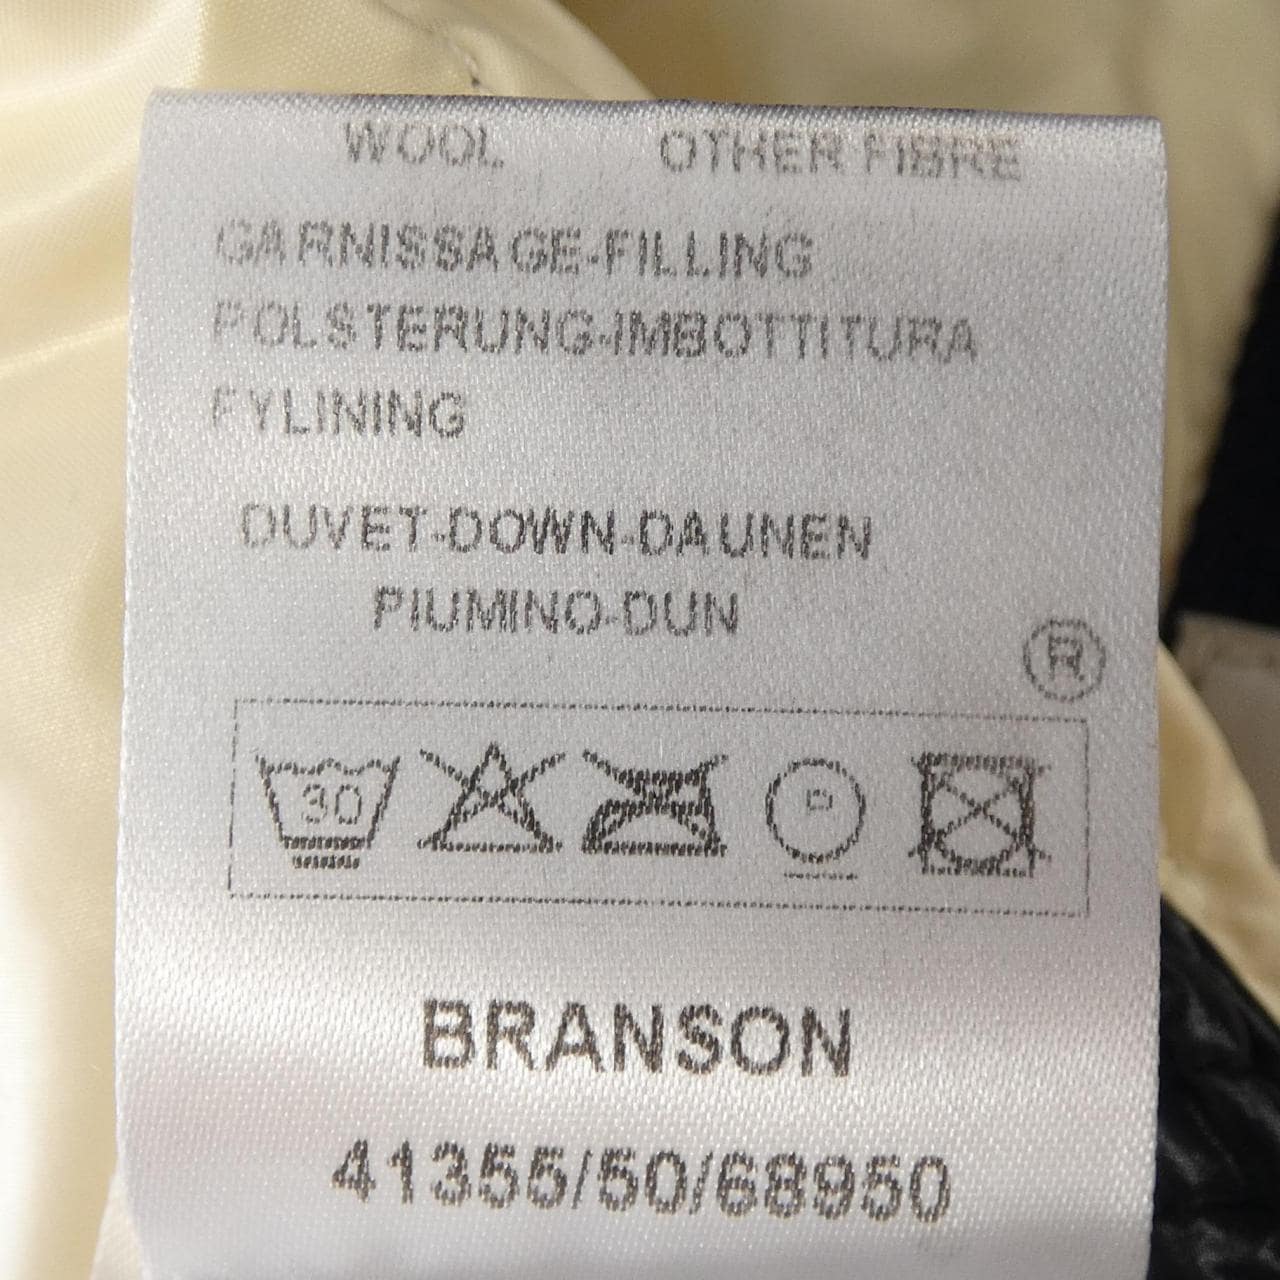 WOOL OTHER FIBRE
GARNISSAGE-FILLING
POLSTERUNG-IMBOTTITURA
FYLINING
DUVET-DOWN-DAUNEN
PIUMINO-DUN
®
30 P
BRANSON
41355/50/68950